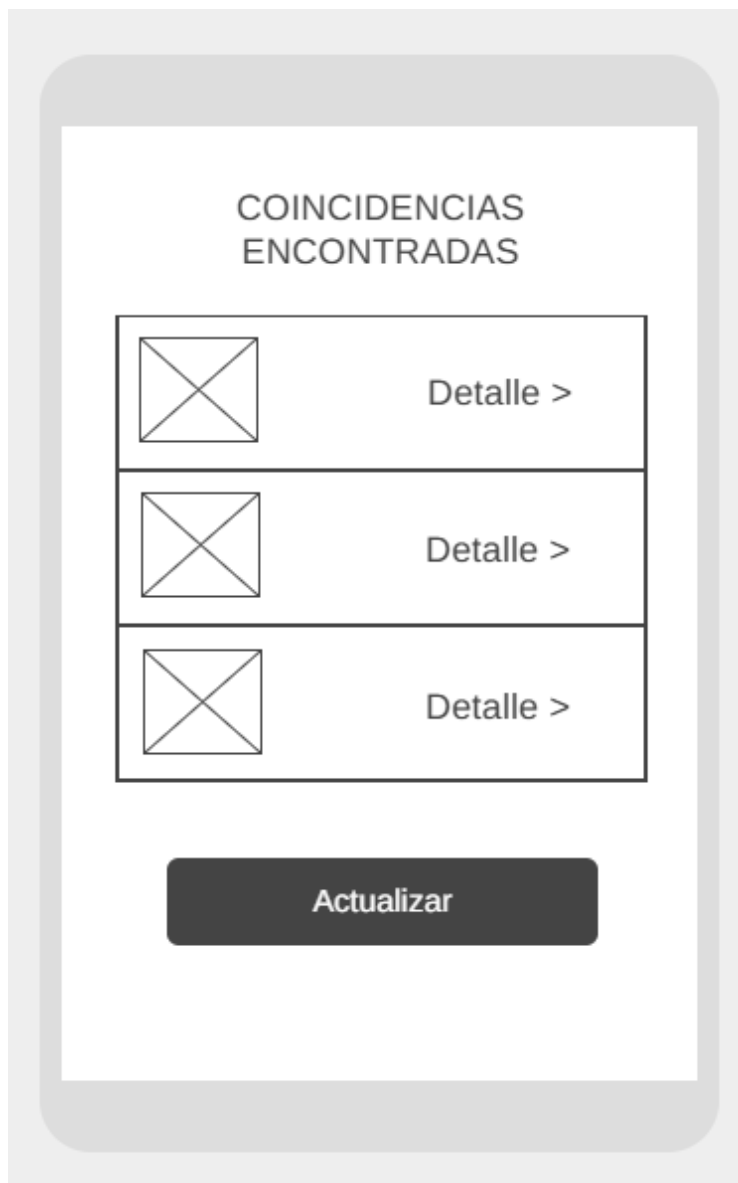 COINCIDENCIAS
ENCONTRADAS
Detalle >
Detalle >
Detalle >
Actualizar